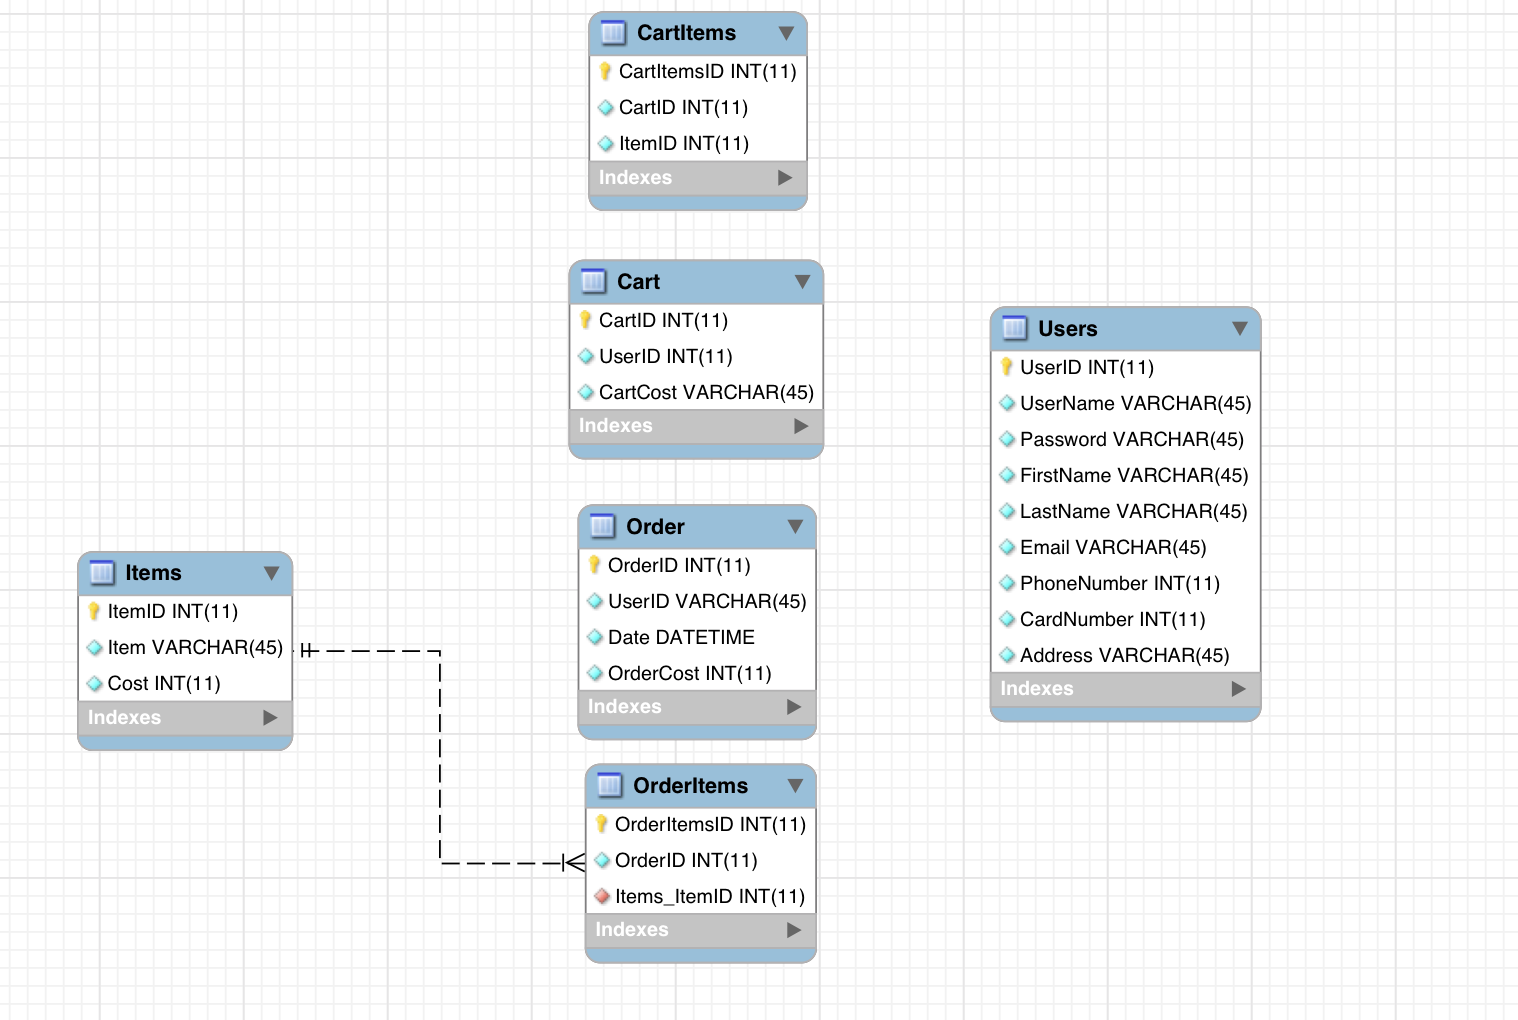 CartItems
CartItemsID INT(11)
CartID INT(11)
ItemID INT(11)
Indexes
Cart
CartID INT(11)
UserID INT(11)
CartCost VARCHAR(45)
Indexes
Users
UserID INT(11)
UserName VARCHAR(45)
Password VARCHAR(45)
FirstName VARCHAR(45)
LastName VARCHAR(45)
Email VARCHAR(45)
PhoneNumber INT(11)
CardNumber INT(11)
Address VARCHAR(45)
Indexes
Order
OrderID INT(11)
UserID VARCHAR(45)
Date DATETIME
OrderCost INT(11)
Indexes
Items
ItemID INT(11)
Item VARCHAR(45)
Cost INT(11)
Indexes
OrderItems
OrderItemsID INT(11)
OrderID INT(11)
Items_ItemID INT(11)
Indexes